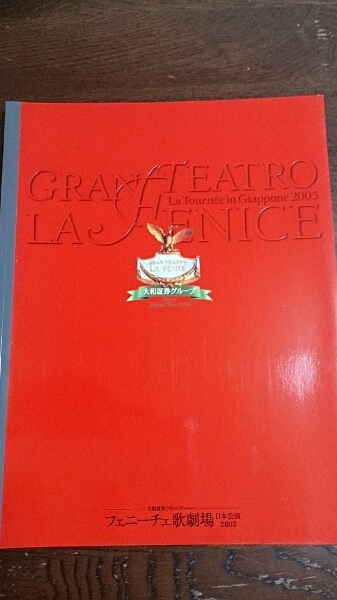 GRAN TEATRO
La Tournée in Giappone 2005
LA FENICE
GRAN TEATRO
LA FENICE
大和証券グループ
大和証券グループ
フェニーチェ歌劇場 日本公演
2005